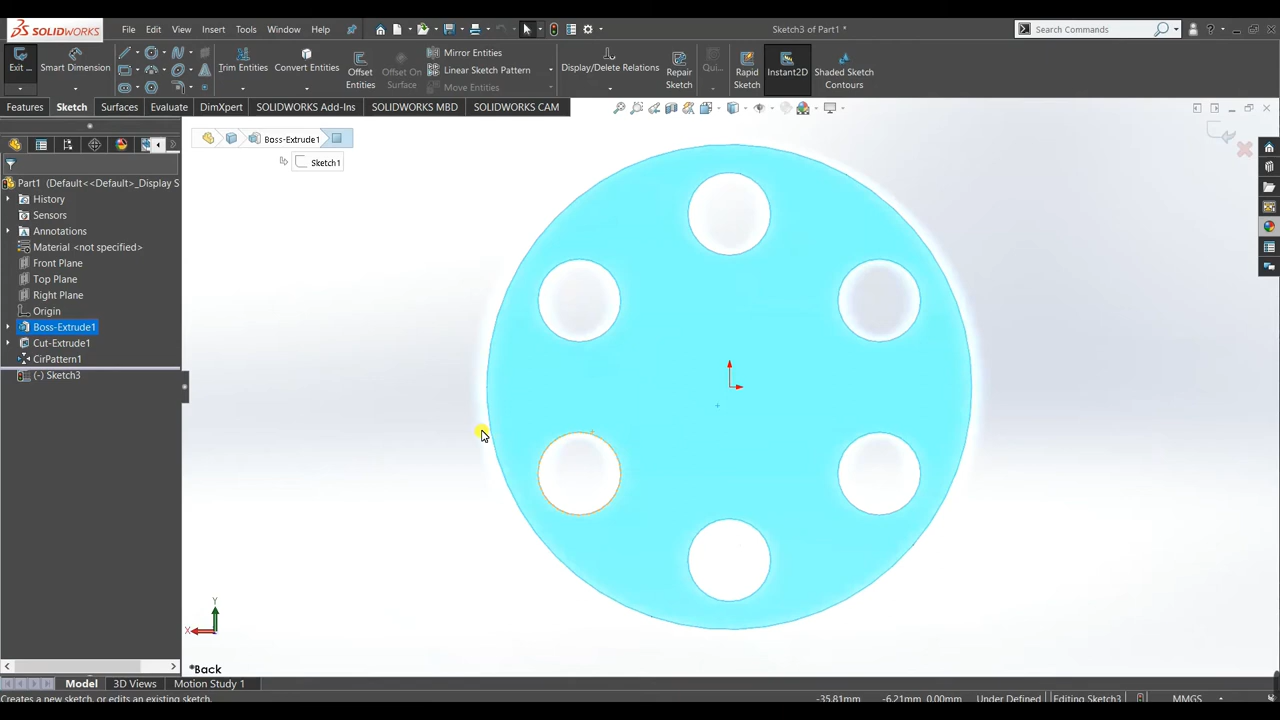 SOLIDWORKS
File Edit View Insert Tools Window Help
Sketch3 of Part1 *
Search Commands
Exit ...
Smart Dimension
Trim Entities
Convert Entities
Offset Entities
Offset On Surface
Mirror Entities
Linear Sketch Pattern
Move Entities
Display/Delete Relations
Repair Sketch
Qui...
Rapid Sketch
Instant2D
Shaded Sketch Contours
Features Sketch Surfaces Evaluate DimXpert SOLIDWORKS Add-Ins SOLIDWORKS MBD SOLIDWORKS CAM
Boss-Extrude1
Sketch1
Part1 (Default<<Default>_Display S
History
Sensors
Annotations
Material <not specified>
Front Plane
Top Plane
Right Plane
Origin
Boss-Extrude1
Cut-Extrude1
CirPattern1
(-) Sketch3
Y
X
*Back
Model 3D Views Motion Study 1
Creates a new sketch, or edits an existing sketch.
-35.81mm -6.21mm 0.00mm Under Defined Editing Sketch3 MMGS